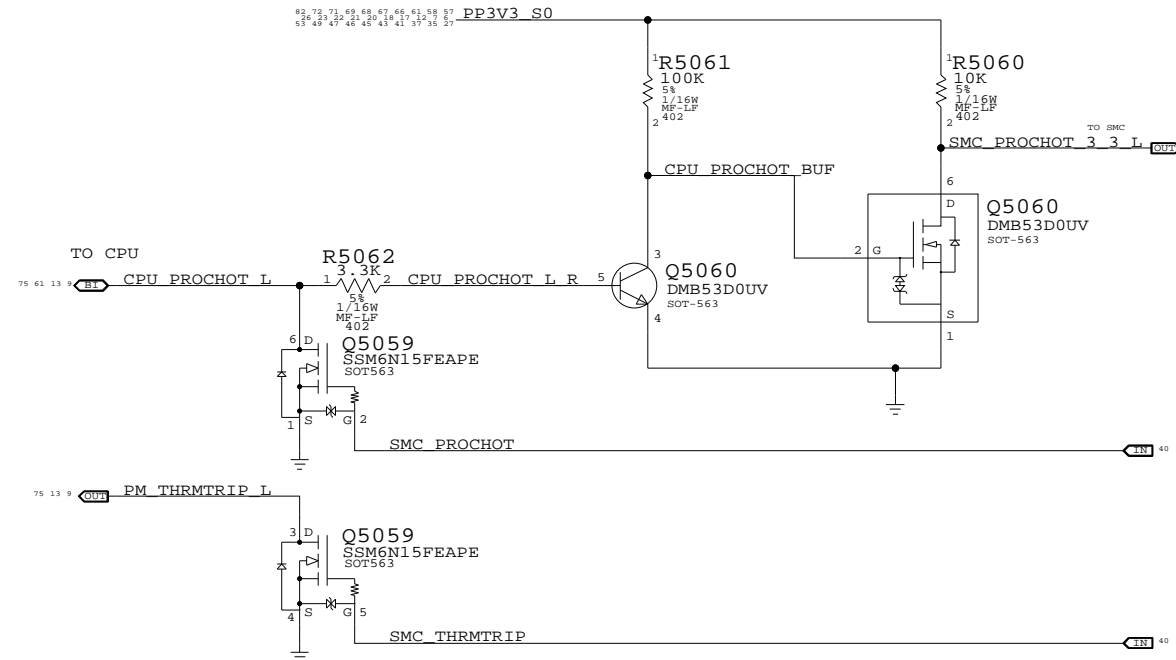 82 72 71 69 68 67 66 61 58 57
26 23 22 21 20 18 17 12 7 6
53 49 47 46 45 43 41 37 35 27
PP3V3_S0
1
R5061
100K
5%
1/16W
MF-LF
402
2
1
R5060
10K
5%
1/16W
MF-LF
402
2
TO SMC
SMC_PROCHOT_3_3_L
OUT
CPU_PROCHOT_BUF
6
D
Q5060
DMB53D0UV
SOT-563
2 G
S
1
TO CPU
75 61 13 9
BI
CPU_PROCHOT_L
R5062
1 3.3K 2
5%
1/16W
MF-LF
402
CPU_PROCHOT_L_R
5
3
Q5060
DMB53D0UV
SOT-563
4
6 D
Q5059
SSM6N15FEAPE
SOT563
1 S G 2
SMC_PROCHOT
IN
40
75 13 9
OUT
PM_THRMTRIP_L
3 D
Q5059
SSM6N15FEAPE
SOT563
4 S G 5
SMC_THRMTRIP
IN
40